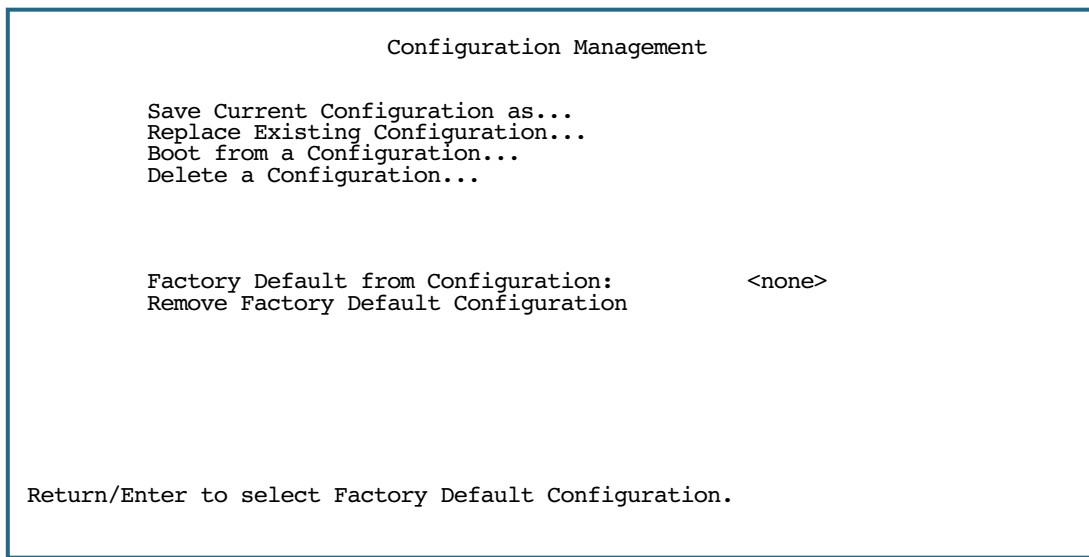 Configuration Management
Save Current Configuration as...
Replace Existing Configuration...
Boot from a Configuration...
Delete a Configuration...
Factory Default from Configuration: <none>
Remove Factory Default Configuration
Return/Enter to select Factory Default Configuration.